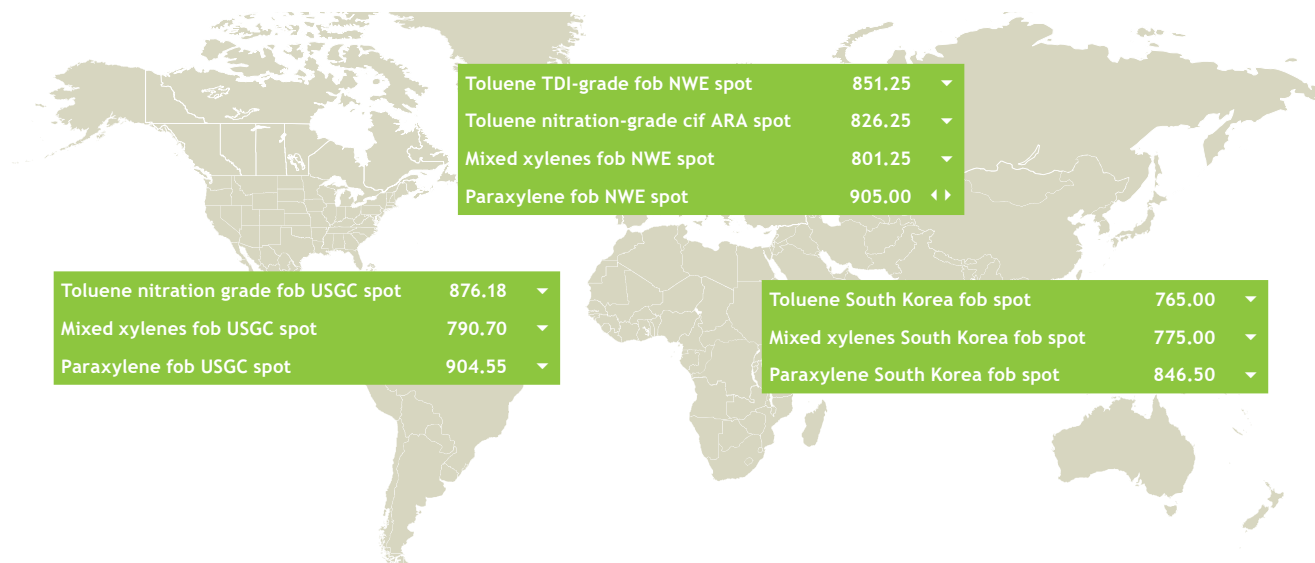 Toluene TDI-grade fob NWE spot 851.25
Toluene nitration-grade cif ARA spot 826.25
Mixed xylenes fob NWE spot 801.25
Paraxylene fob NWE spot 905.00
Toluene nitration grade fob USGC spot 876.18
Mixed xylenes fob USGC spot 790.70
Paraxylene fob USGC spot 904.55
Toluene South Korea fob spot 765.00
Mixed xylenes South Korea fob spot 775.00
Paraxylene South Korea fob spot 846.50